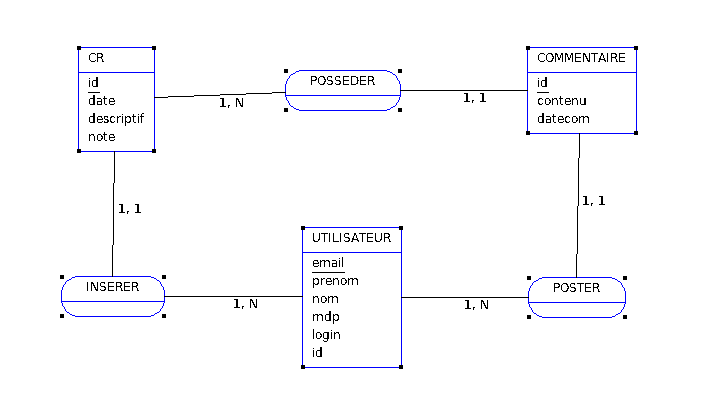 CR
id
date
descriptif
note
1, N
POSSEDER
1, 1
COMMENTAIRE
id
contenu
datecom
1, 1
1, 1
INSERER
1, N
UTILISATEUR
email
prenom
nom
mdp
login
id
1, N
POSTER